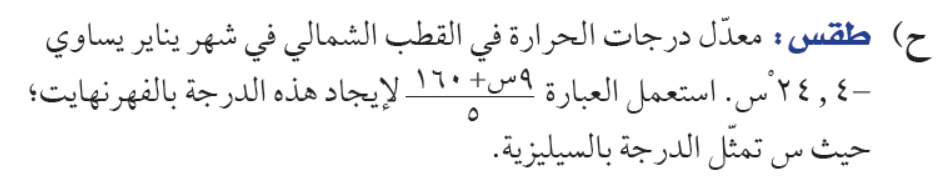 ح) طقس: معدّل درجات الحرارة في القطب الشمالي في شهر يناير يساوي
–٢٤,٤ °س. استعمل العبارة ٩س+١٦٠ / ٥ لإيجاد هذه الدرجة بالفهرنهايت؛
حيث س تمثّل الدرجة بالسيليزية.